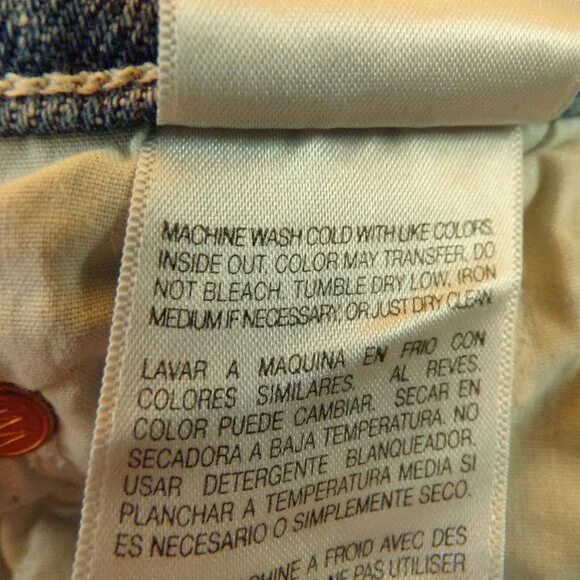 MACHINE WASH COLD WITH LIKE COLORS,
INSIDE OUT. COLOR MAY TRANSFER. DO
NOT BLEACH. TUMBLE DRY LOW. IRON
MEDIUM IF NECESSARY, OR JUST DRY CLEAN
LAVAR A MAQUINA EN FRIO CON
COLORES SIMILARES, AL REVES.
COLOR PUEDE CAMBIAR. SECAR EN
SECADORA A BAJA TEMPERATURA. NO
USAR DETERGENTE BLANQUEADOR.
PLANCHAR A TEMPERATURA MEDIA SI
ES NECESARIO O SIMPLEMENTE SECO.
A FROID AVEC DES
NE PAS UTILISER